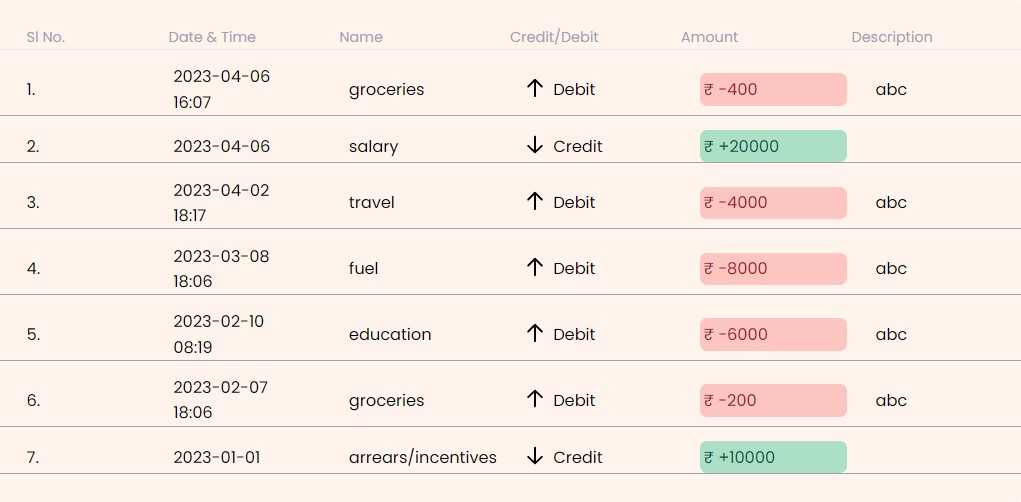 Sl No. Date & Time Name Credit/Debit Amount Description
1. 2023-04-06 16:07 groceries Debit ₹ -400 abc
2. 2023-04-06 salary Credit ₹ +20000
3. 2023-04-02 18:17 travel Debit ₹ -4000 abc
4. 2023-03-08 18:06 fuel Debit ₹ -8000 abc
5. 2023-02-10 08:19 education Debit ₹ -6000 abc
6. 2023-02-07 18:06 groceries Debit ₹ -200 abc
7. 2023-01-01 arrears/incentives Credit ₹ +10000